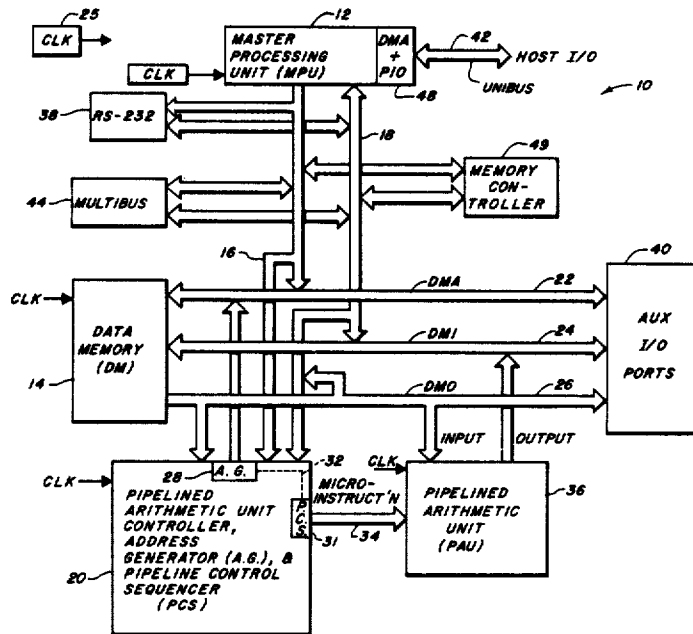 25
CLK
12
MASTER
PROCESSING
UNIT (MPU)
DMA
+
PIO
42
HOST I/O
UNIBUS
CLK
48
10
38
RS-232
18
49
MEMORY
CON-
TROLLER
44
MULTIBUS
16
40
CLK
DMA
22
DATA
MEMORY
(DM)
DMI
24
AUX
I/O
PORTS
14
DMO
26
INPUT
OUTPUT
CLK
28
A.G.
32
CLK
36
MICRO-
INSTRUCT'N
PIPELINED
ARITHMETIC UNIT
CONTROLLER,
ADDRESS
GENERATOR (A.G.), &
PIPELINE CONTROL
SEQUENCER
(PCS)
PCS
31
34
PIPELINED
ARITHMETIC
UNIT
(PAU)
20